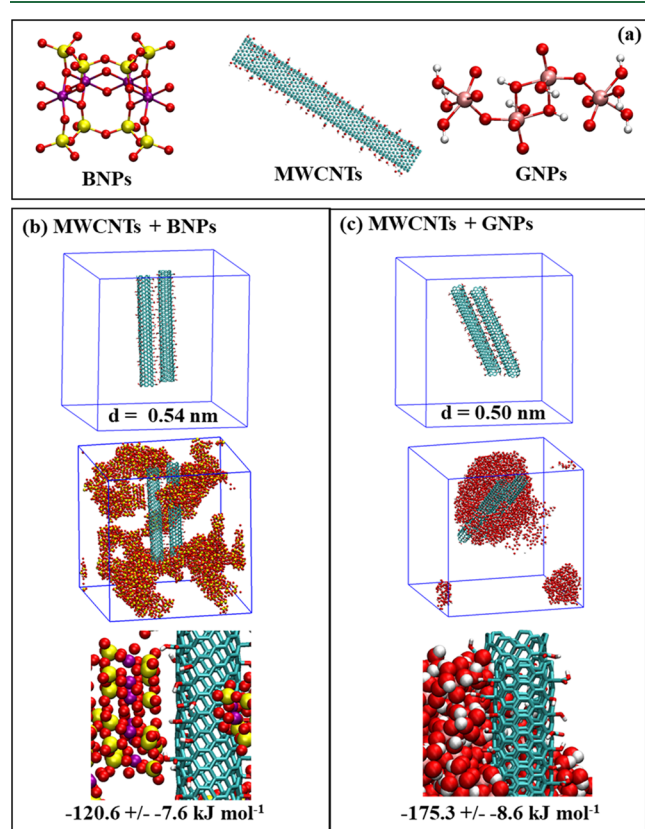 (a)
BNPs
MWCNTs
GNPs
(b) MWCNTs + BNPs
d = 0.54 nm
-120.6 +/- -7.6 kJ mol⁻¹
(c) MWCNTs + GNPs
d = 0.50 nm
-175.3 +/- -8.6 kJ mol⁻¹